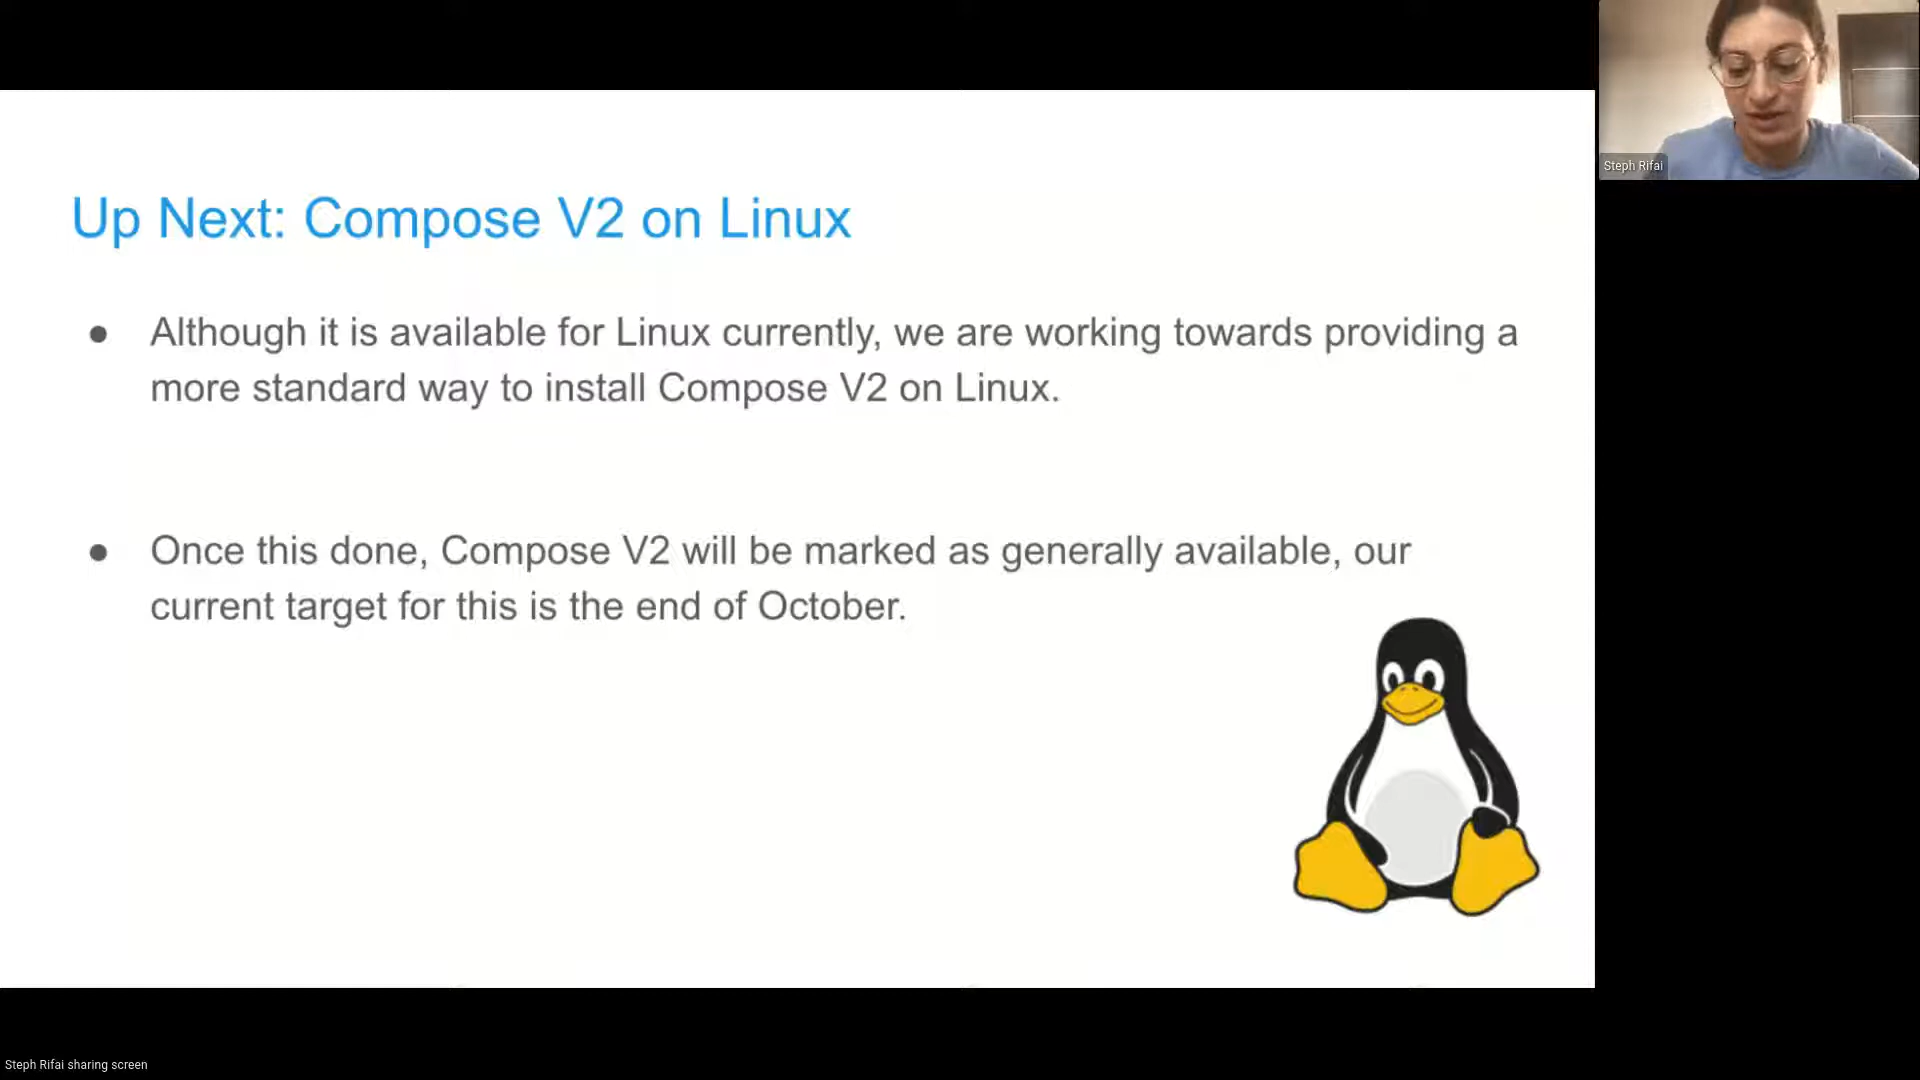 Steph Rifai
Up Next: Compose V2 on Linux
● Although it is available for Linux currently, we are working towards providing a
more standard way to install Compose V2 on Linux.
● Once this done, Compose V2 will be marked as generally available, our
current target for this is the end of October.
Steph Rifai sharing screen